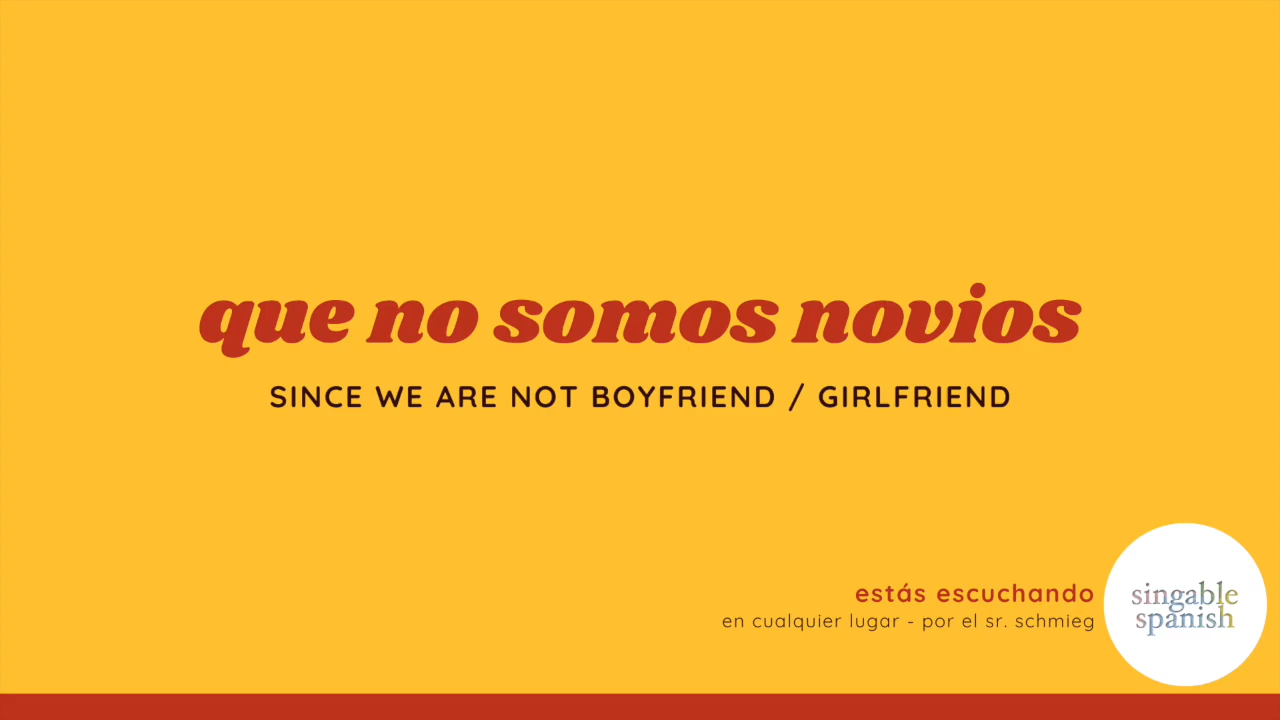 que no somos novios
SINCE WE ARE NOT BOYFRIEND / GIRLFRIEND
estás escuchando
en cualquier lugar - por el sr. schmieg
singable
spanish